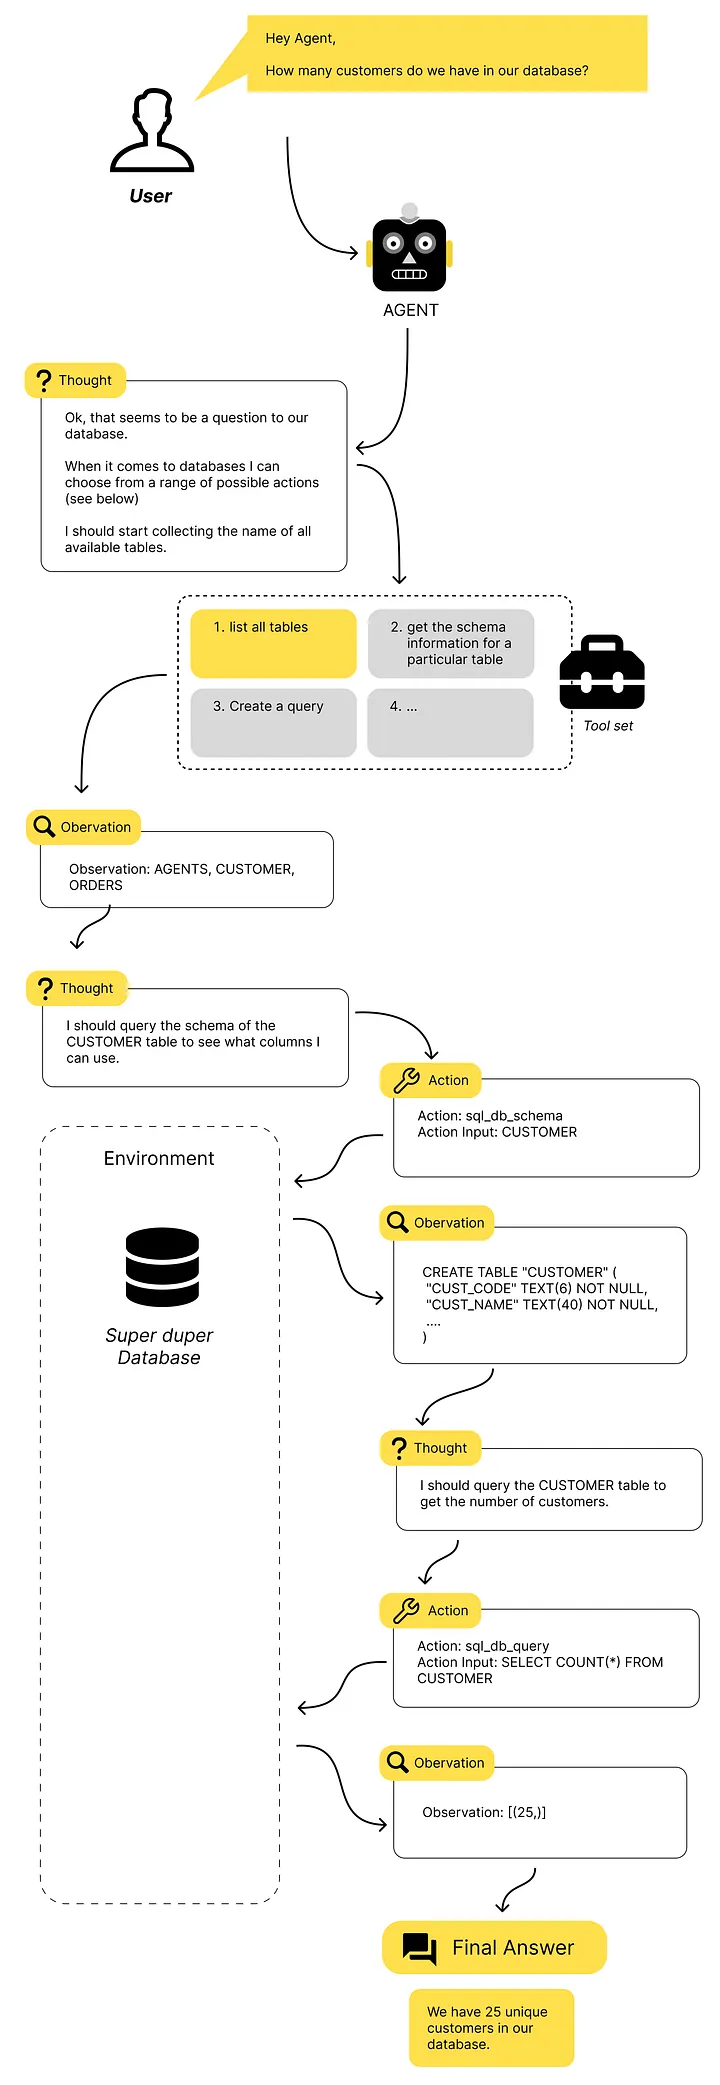 Hey Agent,
How many customers do we have in our database?
User
AGENT
Thought
Ok, that seems to be a question to our
database.
When it comes to databases I can
choose from a range of possible actions
(see below)
I should start collecting the name of all
available tables.
1. list all tables
2. get the schema
information for a
particular table
3. Create a query
4. ...
Tool set
Obervation
Observation: AGENTS, CUSTOMER,
ORDERS
Thought
I should query the schema of the
CUSTOMER table to see what columns I
can use.
Action
Action: sql_db_schema
Action Input: CUSTOMER
Environment
Super duper
Database
Obervation
CREATE TABLE "CUSTOMER" (
"CUST_CODE" TEXT(6) NOT NULL,
"CUST_NAME" TEXT(40) NOT NULL,
....
)
Thought
I should query the CUSTOMER table to
get the number of customers.
Action
Action: sql_db_query
Action Input: SELECT COUNT(*) FROM
CUSTOMER
Obervation
Observation: [(25,)]
Final Answer
We have 25 unique
customers in our
database.